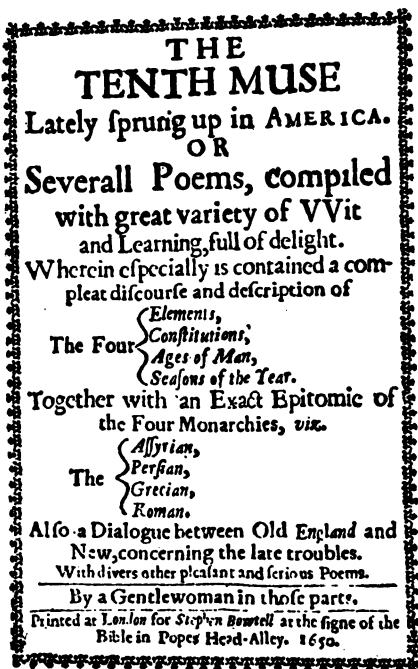 THE
TENTH MUSE
Lately ſprung up in AMERICA.
OR
Severall Poems, compiled
with great variety of VVit
and Learning, full of delight.
Wherein eſpecially is contained a com-
pleat diſcourſe and deſcription of
The Four
Elements,
Conſtitutions,
Ages of Man,
Seaſons of the Year.
Together with an Exact Epitomie of
the Four Monarchies, viz.
The
Aſſyrian,
Perſian,
Grecian,
Roman.
Alſo a Dialogue between Old England and
New, concerning the late troubles.
With divers other pleaſant and ſerious Poems.
By a Gentlewoman in thoſe parts.
Printed at London for Stephen Bowtell at the ſigne of the
Bible in Popes Head-Alley. 1650.